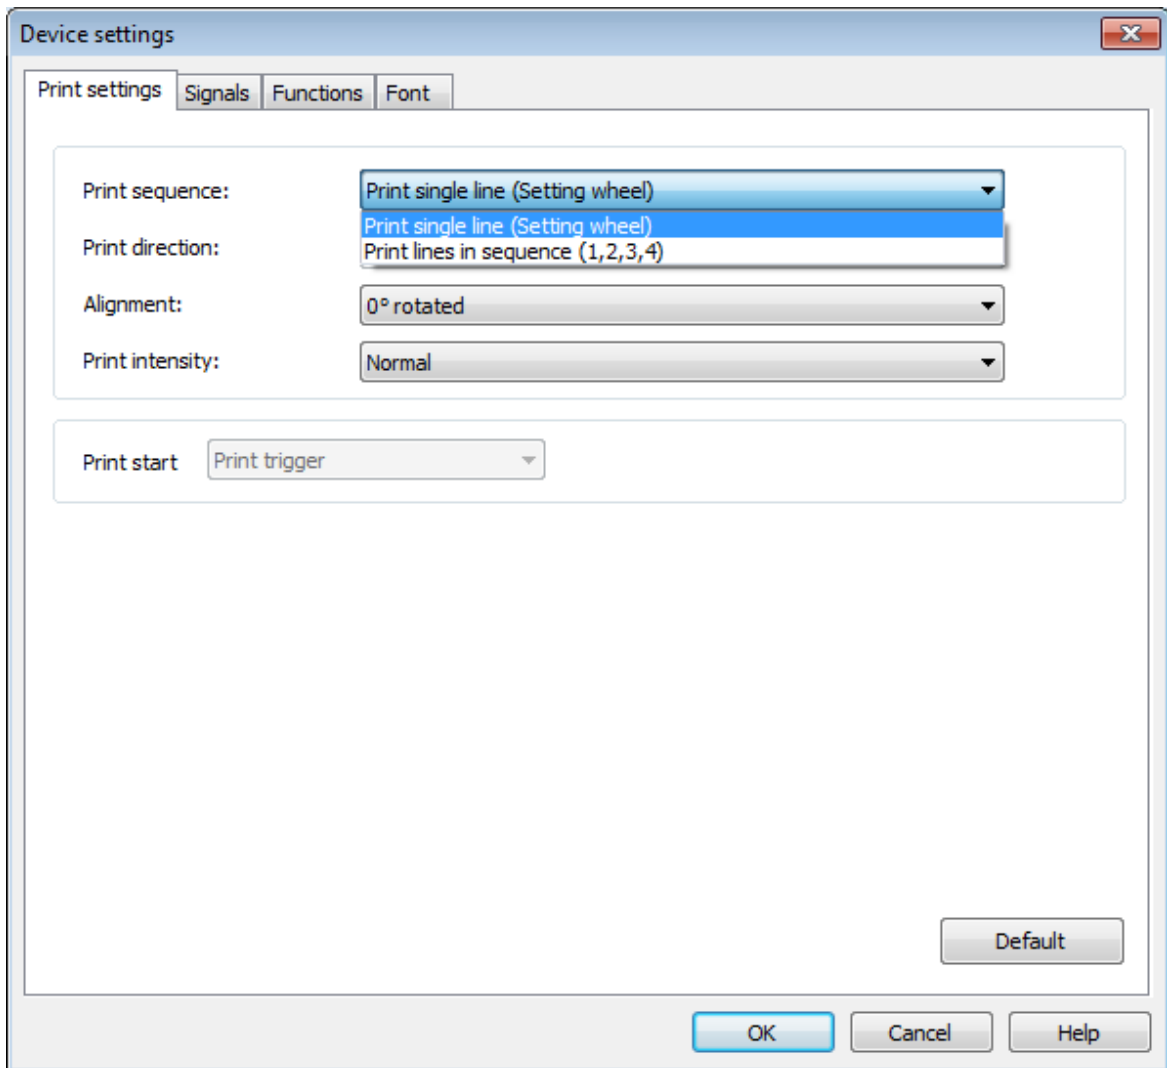 Device settings
Print settings Signals Functions Font
Print sequence: Print single line (Setting wheel)
Print single line (Setting wheel)
Print direction: Print lines in sequence (1,2,3,4)
Alignment: 0° rotated
Print intensity: Normal
Print start Print trigger
Default
OK Cancel Help